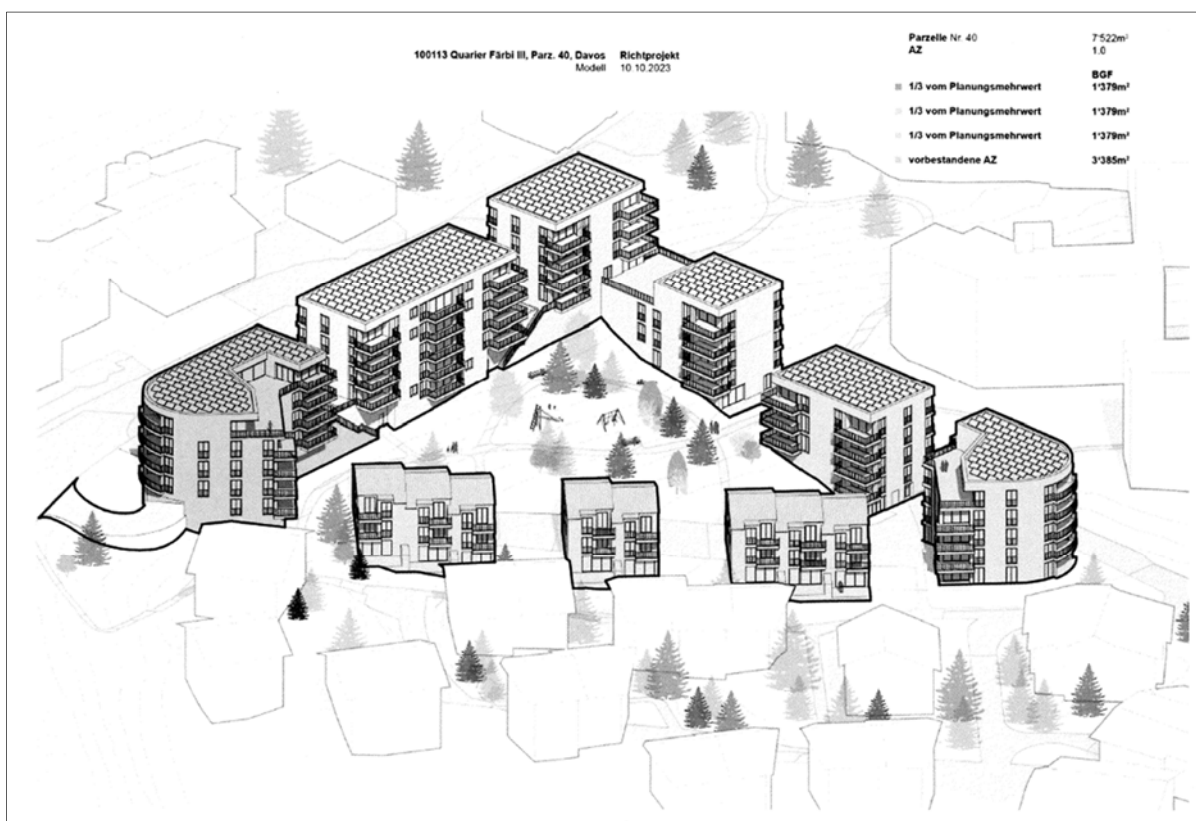 100113 Quarier Färbi III, Parz. 40, Davos Richtprojekt
Modell 10.10.2023
Parzelle Nr. 40 7'522m²
AZ 1.0
BGF
1/3 vom Planungsmehrwert 1'379m²
1/3 vom Planungsmehrwert 1'379m²
1/3 vom Planungsmehrwert 1'379m²
vorbestandene AZ 3'385m²